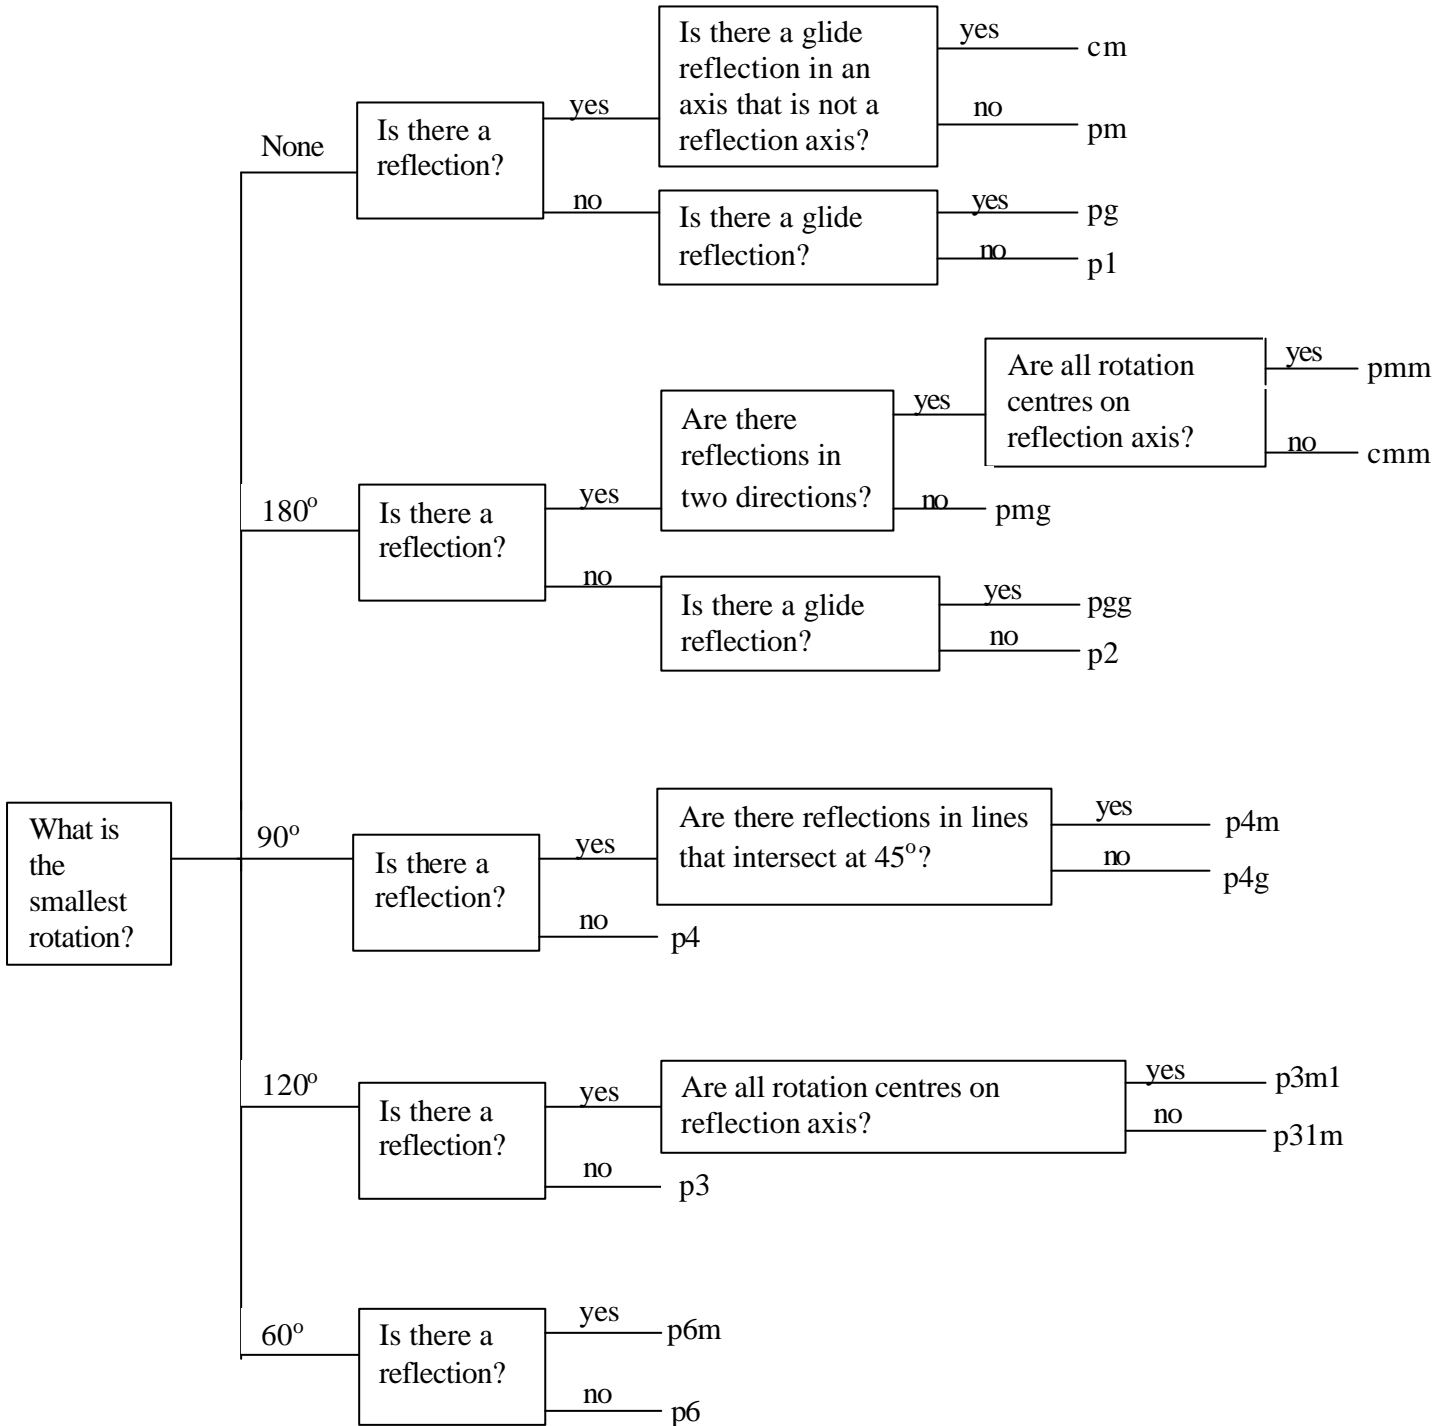 What is
the
smallest
rotation?
None
Is there a
reflection?
yes
Is there a glide
reflection in an
axis that is not a
reflection axis?
yes
cm
no
pm
no
Is there a glide
reflection?
yes
pg
no
p1
180º
Is there a
reflection?
yes
Are there
reflections in
two directions?
yes
Are all rotation
centres on
reflection axis?
yes
pmm
no
cmm
no
pmg
no
Is there a glide
reflection?
yes
pgg
no
p2
90º
Is there a
reflection?
yes
Are there reflections in lines
that intersect at 45º?
yes
p4m
no
p4g
no
p4
120º
Is there a
reflection?
yes
Are all rotation centres on
reflection axis?
yes
p3m1
no
p31m
no
p3
60º
Is there a
reflection?
yes
p6m
no
p6